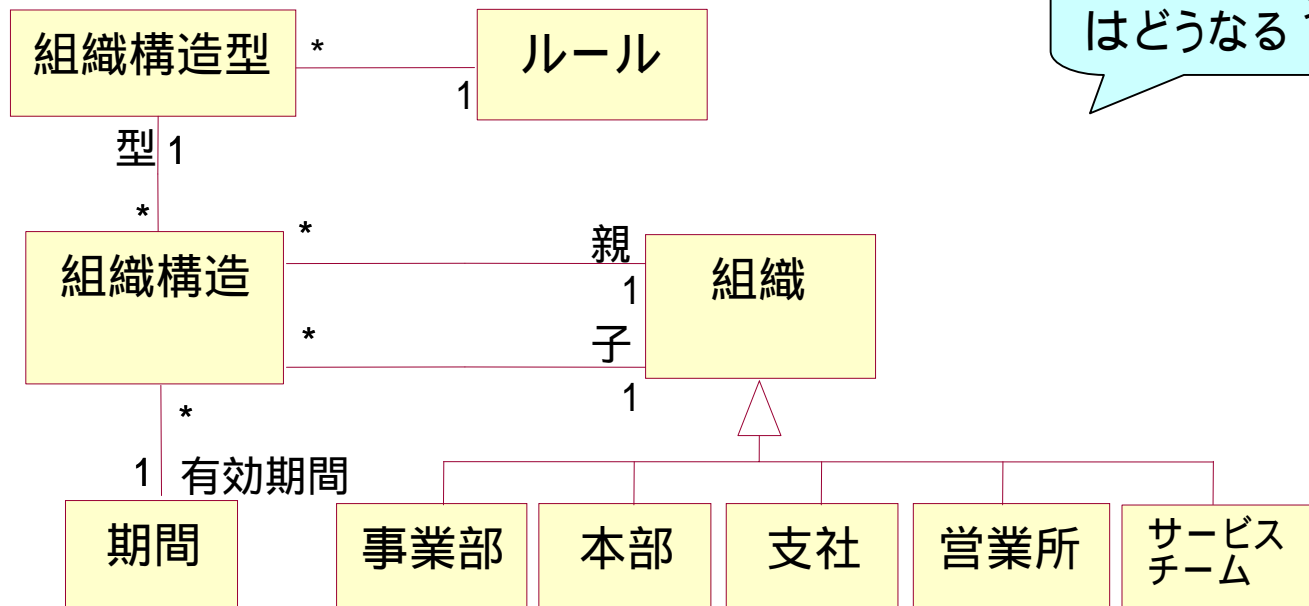 はどうなる
組織構造型
*
1
ルール
型 1
*
組織構造
*
親
1
組織
*
子
1
*
1 有効期間
期間
事業部
本部
支社
営業所
サービス
チーム